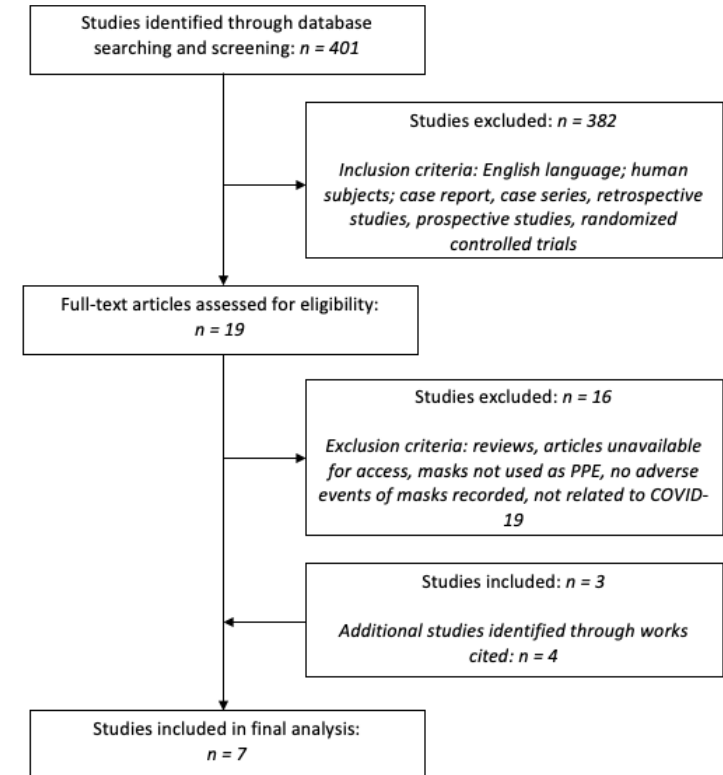 Studies identified through database
searching and screening: n = 401
Studies excluded: n = 382
Inclusion criteria: English language; human
subjects; case report, case series, retrospective
studies, prospective studies, randomized
controlled trials
Full-text articles assessed for eligibility:
n = 19
Studies excluded: n = 16
Exclusion criteria: reviews, articles unavailable
for access, masks not used as PPE, no adverse
events of masks recorded, not related to COVID-
19
Studies included: n = 3
Additional studies identified through works
cited: n = 4
Studies included in final analysis:
n = 7